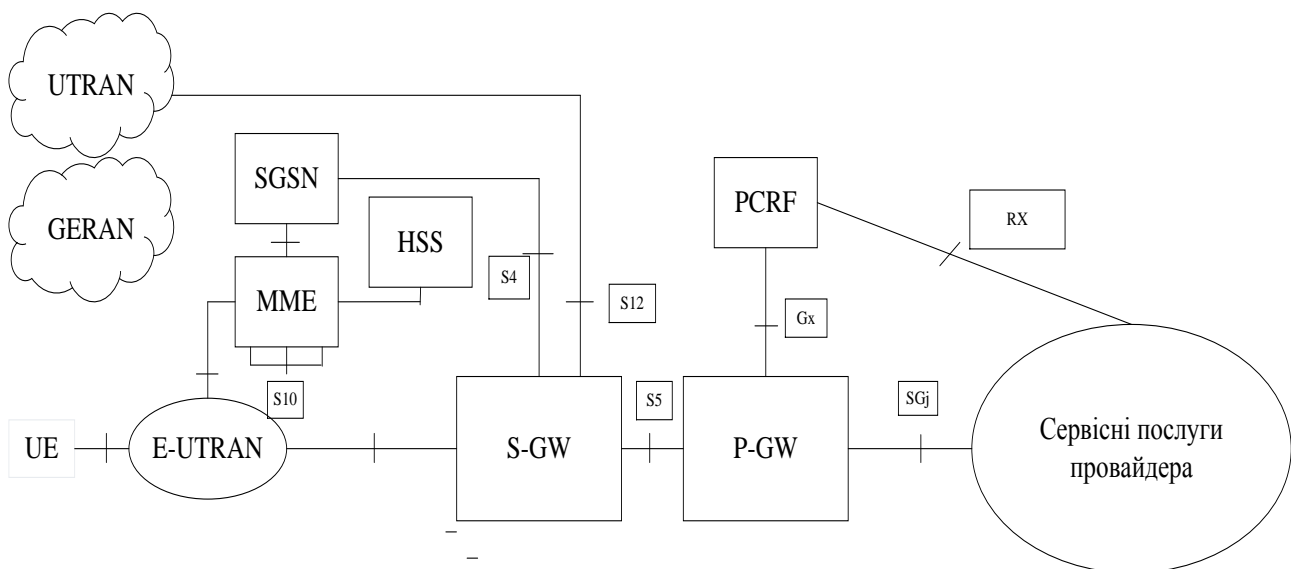 UTRAN
SGSN
PCRF
GERAN
HSS
RX
S4
MME
S12
Gx
S10
S5
SGj
UE
E-UTRAN
S-GW
P-GW
Сервісні послуги
провайдера